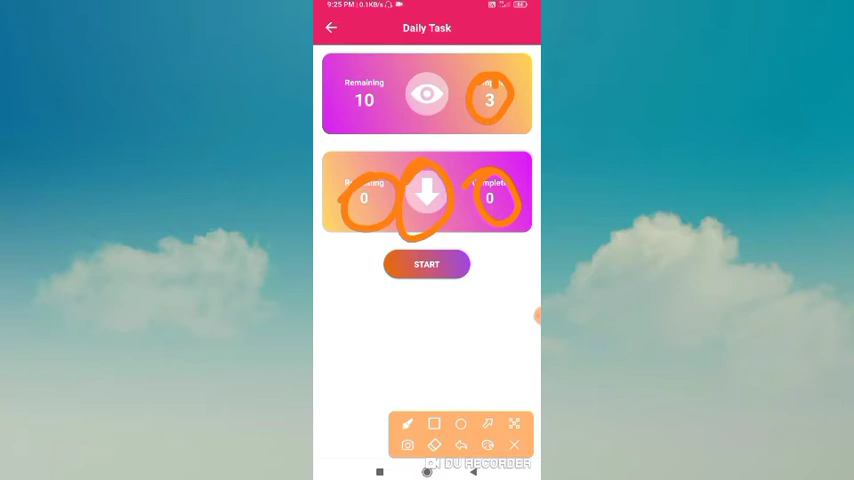 9:25 PM | 0.1KB/s
Daily Task
Remaining
10
3
0
0
START
DU RECORDER